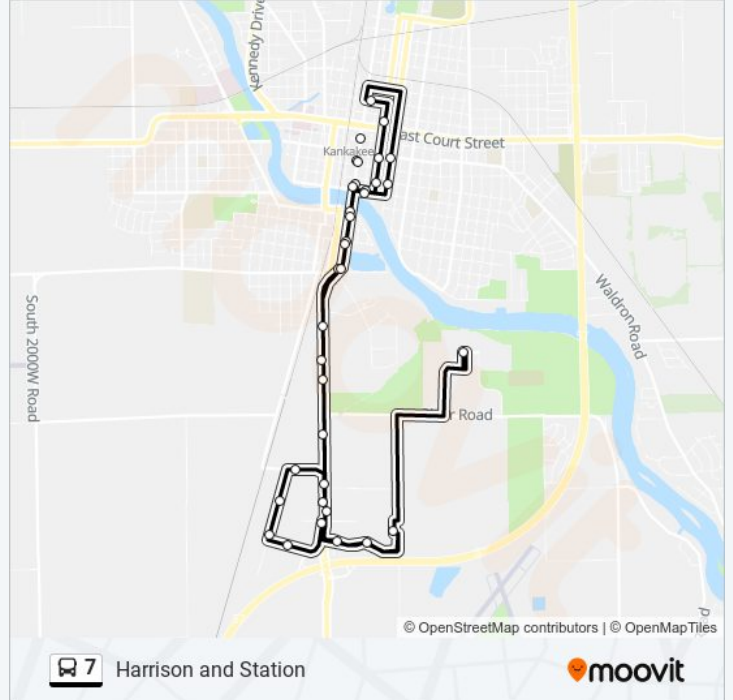 Kennedy Drive
ast Court Street
Kankakee
Waldron Road
South 2000W Road
r Road
© OpenStreetMap contributors | © OpenMapTiles
7 Harrison and Station
moovit